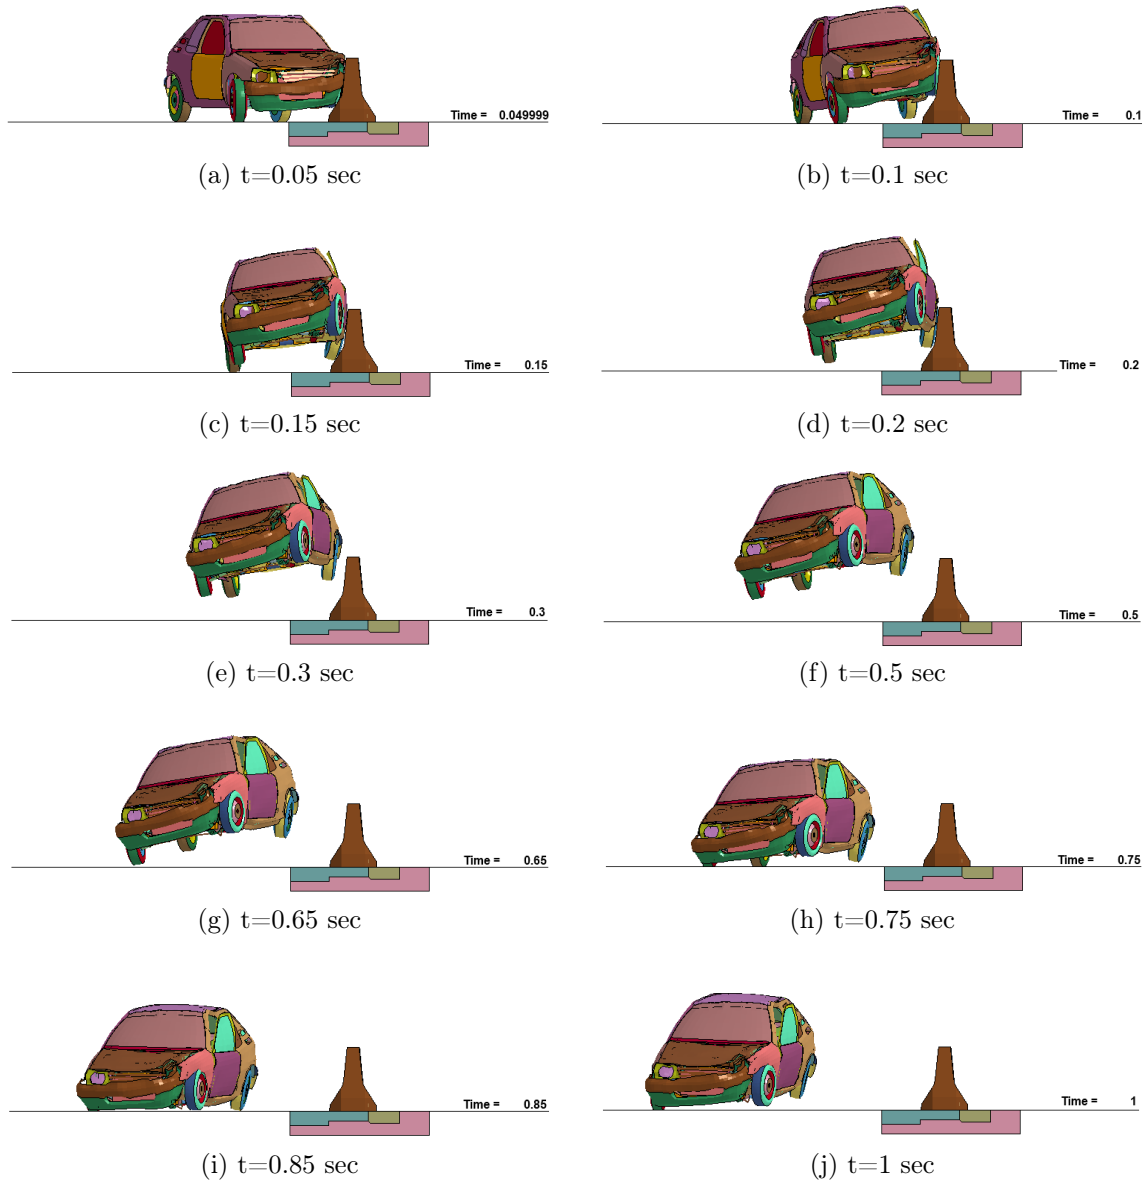 Time = 0.049999
Time = 0.1
(a) t=0.05 sec
(b) t=0.1 sec
Time = 0.15
Time = 0.2
(c) t=0.15 sec
(d) t=0.2 sec
Time = 0.3
Time = 0.5
(e) t=0.3 sec
(f) t=0.5 sec
Time = 0.65
Time = 0.75
(g) t=0.65 sec
(h) t=0.75 sec
Time = 0.85
Time = 1
(i) t=0.85 sec
(j) t=1 sec